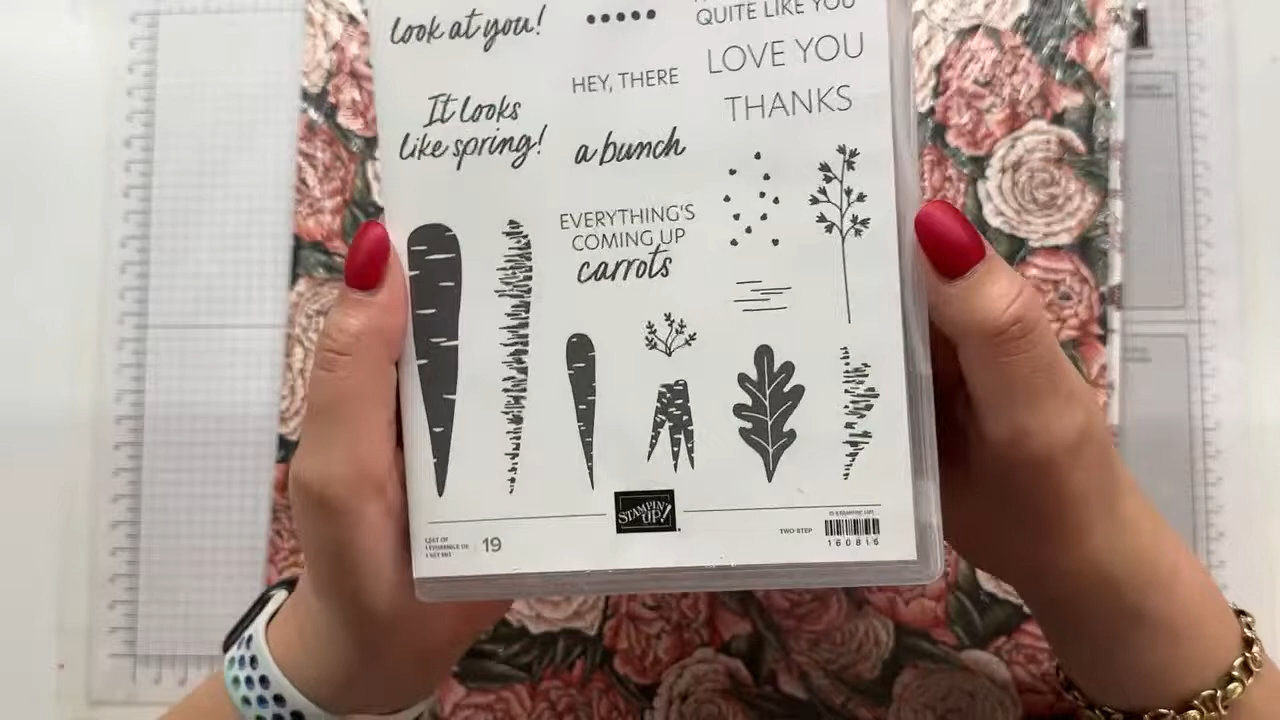 look at you!
QUITE LIKE YOU
LOVE YOU
HEY, THERE
THANKS
It looks
like spring!
a bunch
EVERYTHING'S
COMING UP
carrots
STAMPIN' UP!
19
TWO-STEP
160816